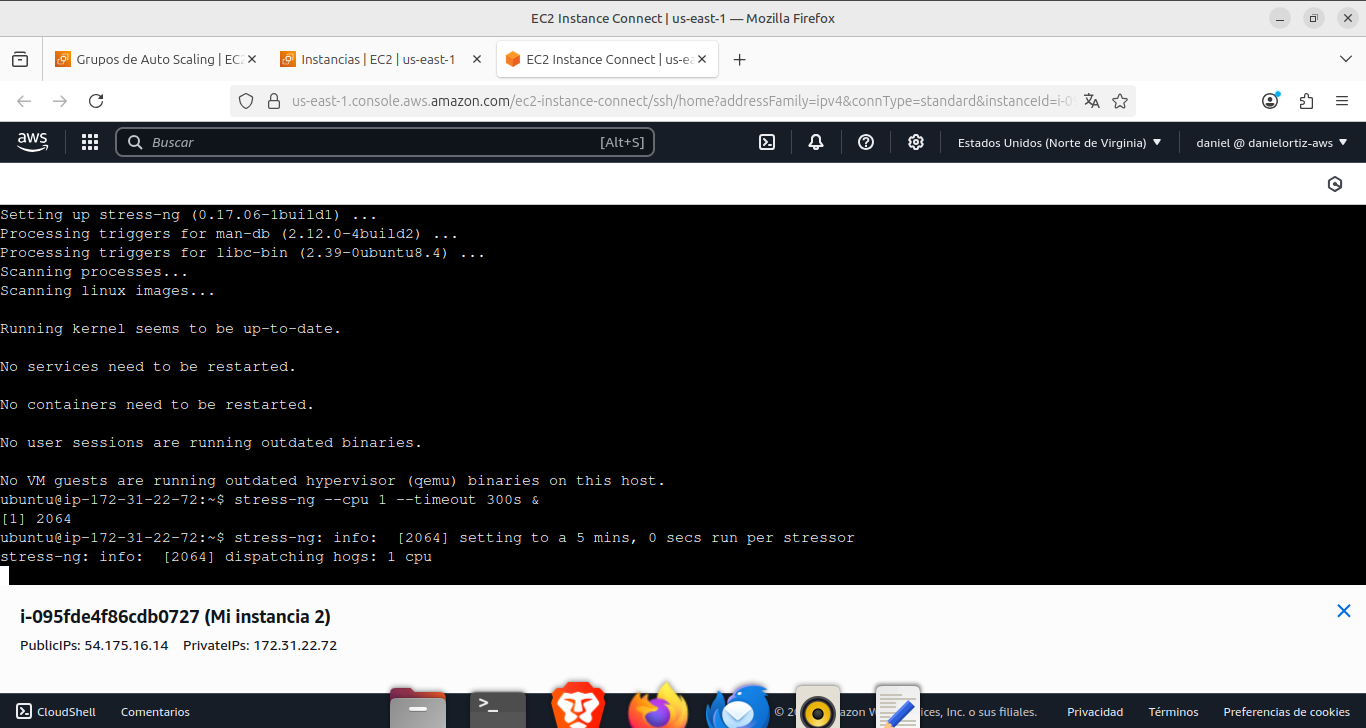 EC2 Instance Connect | us-east-1 — Mozilla Firefox
Grupos de Auto Scaling | EC
Instancias | EC2 | us-east-1
EC2 Instance Connect | us-ea
us-east-1.console.aws.amazon.com/ec2-instance-connect/ssh/home?addressFamily=ipv4&connType=standard&instanceId=i-09
aws
Buscar
[Alt+S]
Estados Unidos (Norte de Virginia)
daniel @ danielortiz-aws
Setting up stress-ng (0.17.06-1build1) ...
Processing triggers for man-db (2.12.0-4build2) ...
Processing triggers for libc-bin (2.39-0ubuntu8.4) ...
Scanning processes...
Scanning linux images...
Running kernel seems to be up-to-date.
No services need to be restarted.
No containers need to be restarted.
No user sessions are running outdated binaries.
No VM guests are running outdated hypervisor (qemu) binaries on this host.
ubuntu@ip-172-31-22-72:~$ stress-ng --cpu 1 --timeout 300s &
[1] 2064
ubuntu@ip-172-31-22-72:~$ stress-ng: info:  [2064] setting to a 5 mins, 0 secs run per stressor
stress-ng: info:  [2064] dispatching hogs: 1 cpu
i-095fde4f86cdb0727 (Mi instancia 2)
PublicIPs: 54.175.16.14    PrivateIPs: 172.31.22.72
CloudShell
Comentarios
Inc. o sus filiales.
Privacidad
Términos
Preferencias de cookies